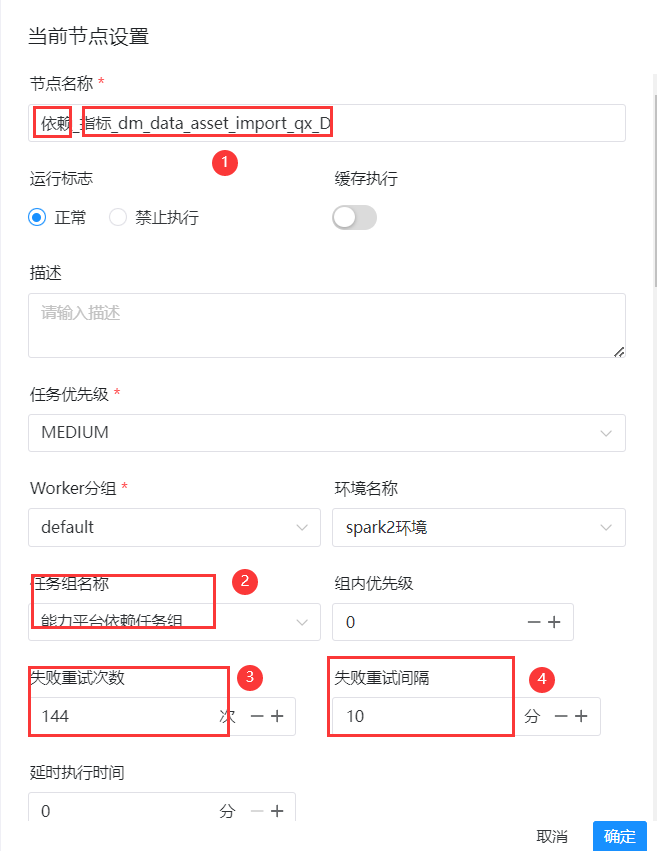 当前节点设置
节点名称 *
依赖_指标_dm_data_asset_import_qx_D
1
运行标志 缓存执行
正常 禁止执行
描述
请输入描述
任务优先级 *
MEDIUM
Worker分组 * 环境名称
default spark2环境
任务组名称 2 组内优先级
能力平台依赖任务组 0
失败重试次数 3 失败重试间隔 4
144 次 10 分
延时执行时间
0 分
取消 确定